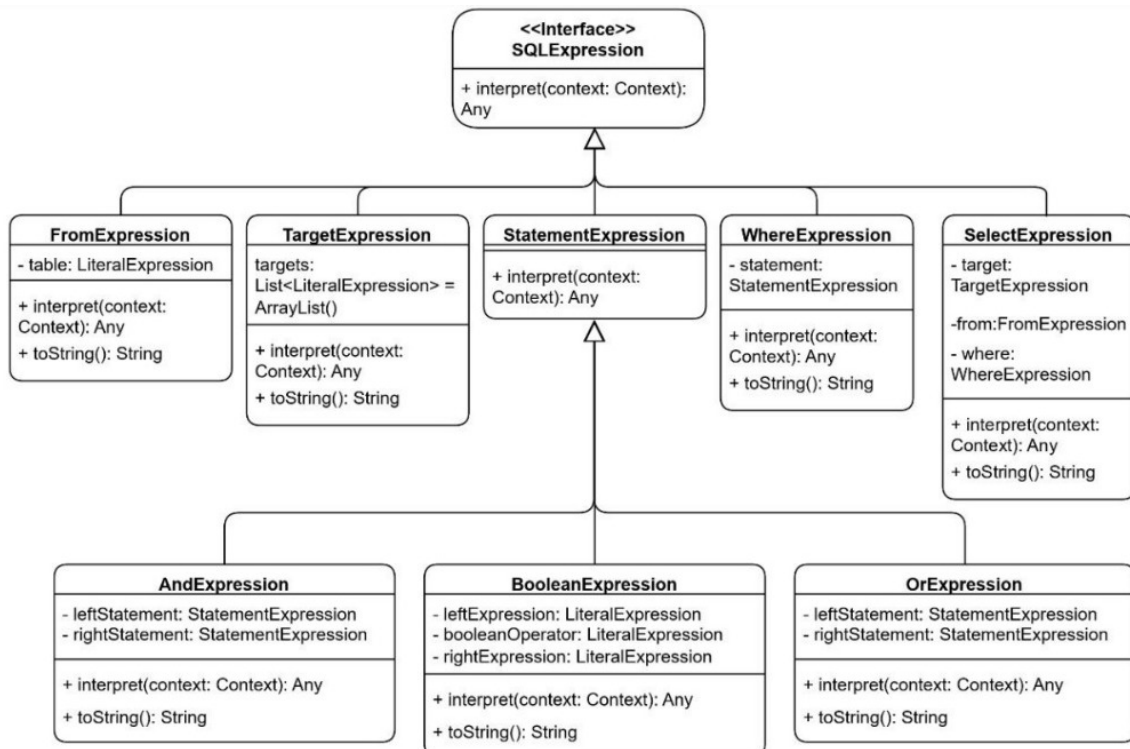 <<Interface>>
SQLExpression
+ interpret(context: Context):
Any
FromExpression
- table: LiteralExpression
+ interpret(context:
Context): Any
+ toString(): String
TargetExpression
targets:
List<LiteralExpression> =
ArrayList()
+ interpret(context:
Context): Any
+ toString(): String
StatementExpression
+ interpret(context:
Context): Any
WhereExpression
- statement:
StatementExpression
+ interpret(context:
Context): Any
+ toString(): String
SelectExpression
- target:
TargetExpression
-from:FromExpression
- where:
WhereExpression
+ interpret(context:
Context): Any
+ toString(): String
AndExpression
- leftStatement: StatementExpression
- rightStatement: StatementExpression
+ interpret(context: Context): Any
+ toString(): String
BooleanExpression
- leftExpression: LiteralExpression
- booleanOperator: LiteralExpression
- rightExpression: LiteralExpression
+ interpret(context: Context): Any
+ toString(): String
OrExpression
- leftStatement: StatementExpression
- rightStatement: StatementExpression
+ interpret(context: Context): Any
+ toString(): String